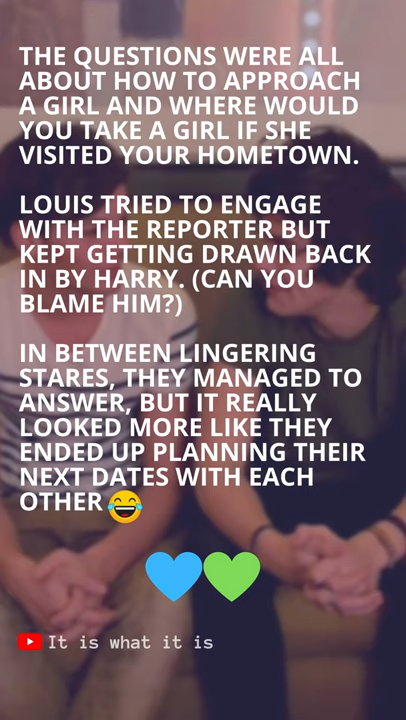 THE QUESTIONS WERE ALL
ABOUT HOW TO APPROACH
A GIRL AND WHERE WOULD
YOU TAKE A GIRL IF SHE
VISITED YOUR HOMETOWN.
LOUIS TRIED TO ENGAGE
WITH THE REPORTER BUT
KEPT GETTING DRAWN BACK
IN BY HARRY. (CAN YOU
BLAME HIM?)
IN BETWEEN LINGERING
STARES, THEY MANAGED TO
ANSWER, BUT IT REALLY
LOOKED MORE LIKE THEY
ENDED UP PLANNING THEIR
NEXT DATES WITH EACH
OTHER😂
💙💚
It is what it is